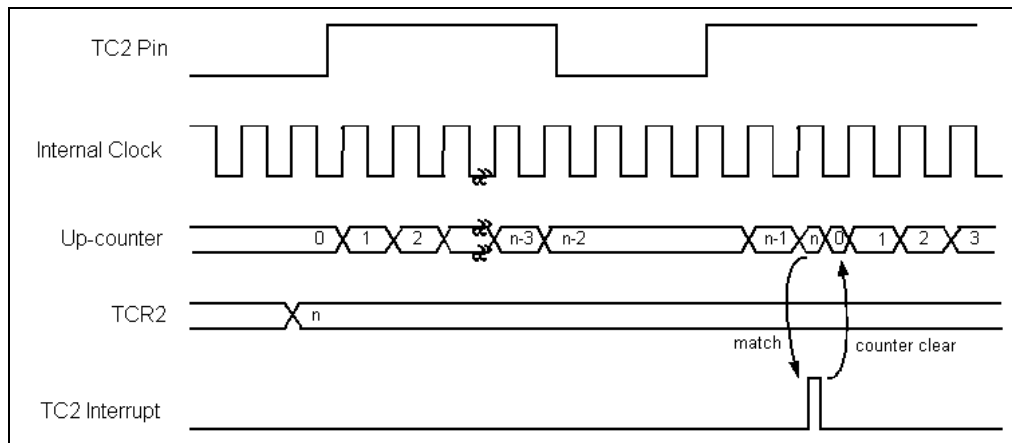 TC2 Pin
Internal Clock
Up-counter
0 1 2 n-3 n-2 n-1 n 0 1 2 3
TCR2
n
match
counter clear
TC2 Interrupt